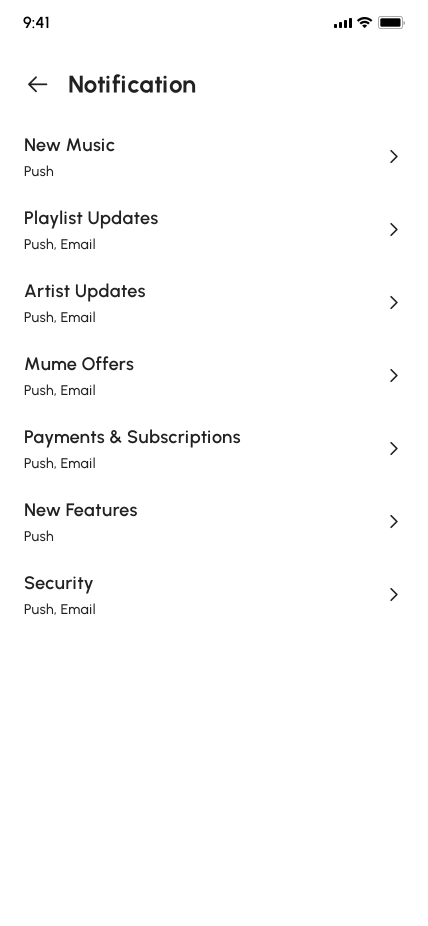 9:41
Notification
New Music
Push
Playlist Updates
Push, Email
Artist Updates
Push, Email
Mume Offers
Push, Email
Payments & Subscriptions
Push, Email
New Features
Push
Security
Push, Email